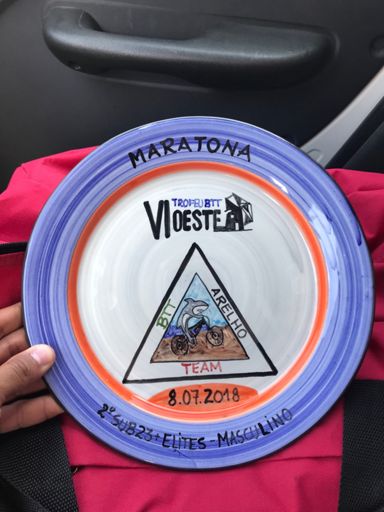 MARATONA
TROFEU BTT
VI OESTE
BTT
ARELHO
TEAM
8.07.2018
2º SUB23+ELITES-MASCULINO